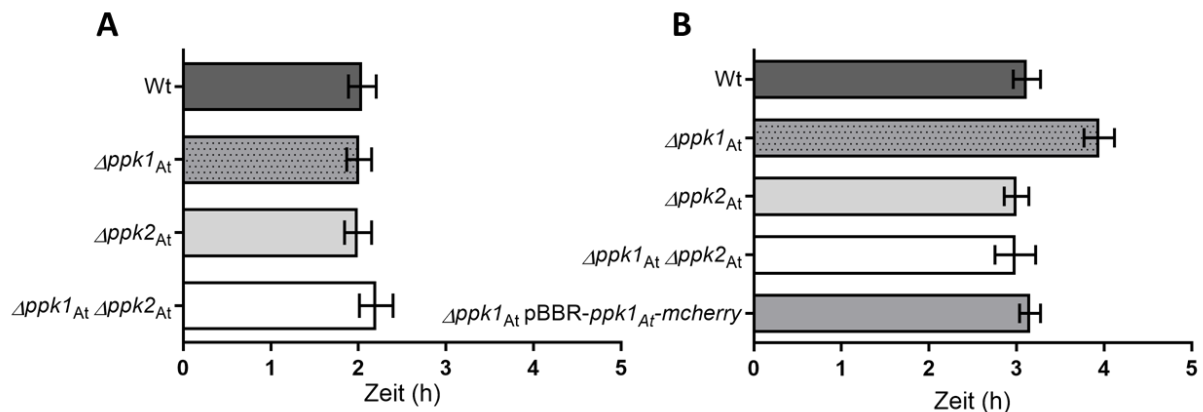 A
Wt
Δppk1At
Δppk2At
Δppk1At Δppk2At
0 1 2 3 4 5
Zeit (h)
B
Wt
Δppk1At
Δppk2At
Δppk1At Δppk2At
Δppk1At pBBR-ppk1At-mcherry
0 1 2 3 4 5
Zeit (h)